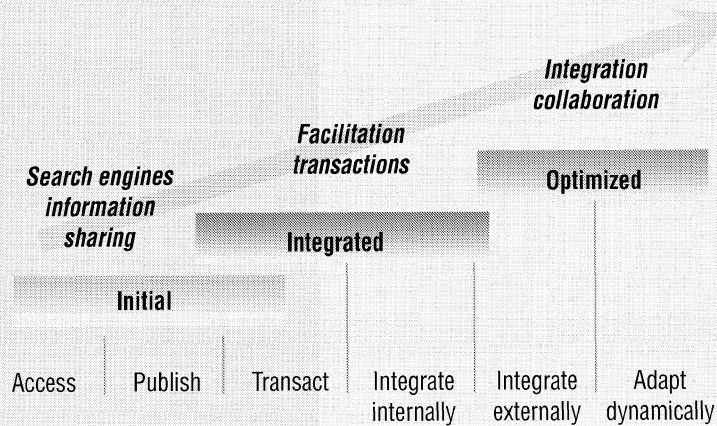 Integration
collaboration
Facilitation
transactions
Search engines
information
sharing
Optimized
Integrated
Initial
Access
Publish
Transact
Integrate
internally
Integrate
externally
Adapt
dynamically